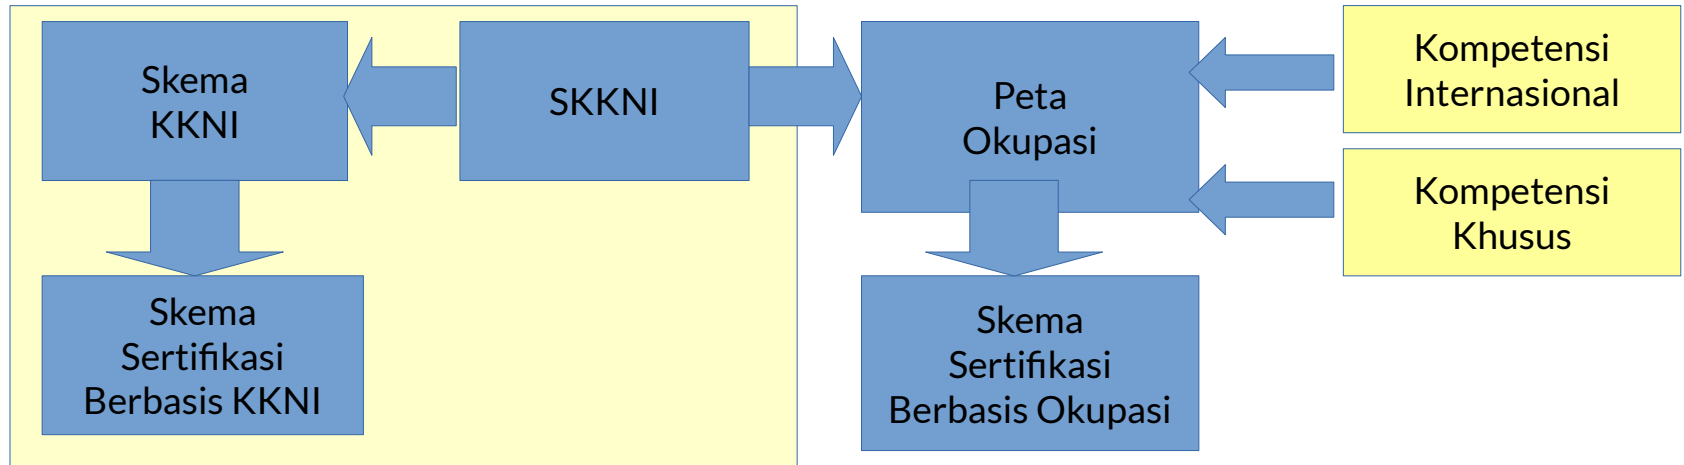 Skema
KKNI
SKKNI
Peta
Okupasi
Kompetensi
Internasional
Kompetensi
Khusus
Skema
Sertifikasi
Berbasis KKNI
Skema
Sertifikasi
Berbasis Okupasi